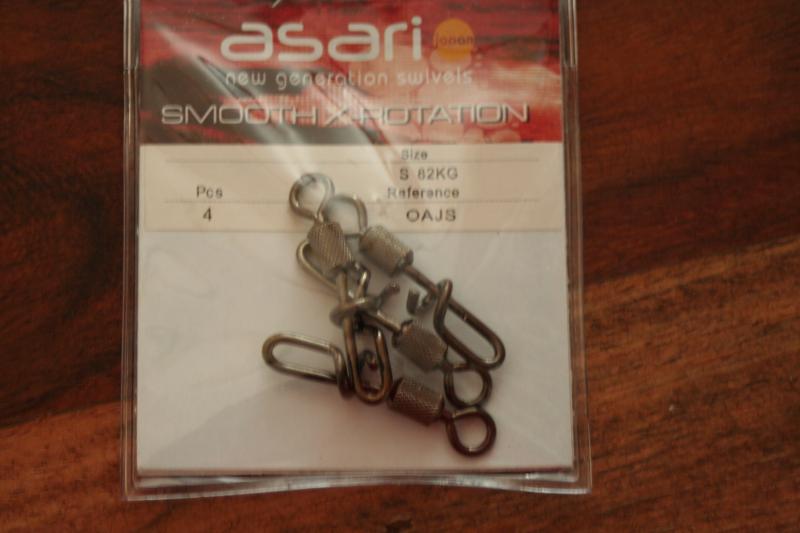 asari japan
new generation swivels
SMOOTH X-ROTATION
Size
S 82KG
Pcs Reference
4 OAJS